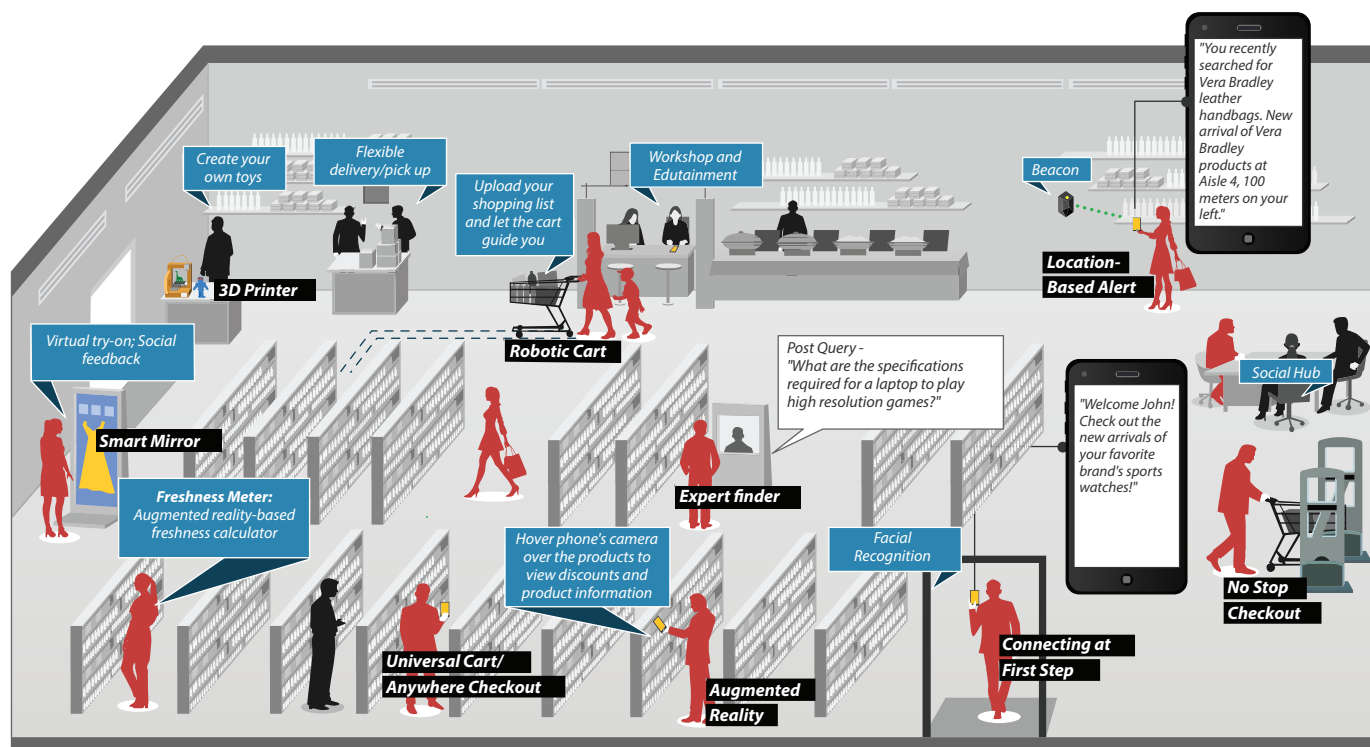 "You recently
searched for
Vera Bradley
leather
handbags. New
arrival of Vera
Bradley
products at
Aisle 4, 100
meters on your
left."
Create your
own toys
Flexible
delivery/pick up
Upload your
shopping list
and let the cart
guide you
Workshop and
Edutainment
Beacon
3D Printer
Location-
Based Alert
Robotic Cart
Virtual try-on; Social
feedback
Post Query -
"What are the specifications
required for a laptop to play
high resolution games?"
Social Hub
"Welcome John!
Check out the
new arrivals of
your favorite
brand's sports
watches!"
Smart Mirror
Expert finder
Freshness Meter:
Augmented reality-based
freshness calculator
Hover phone's camera
over the products to
view discounts and
product information
Facial
Recognition
No Stop
Checkout
Universal Cart/
Anywhere Checkout
Augmented
Reality
Connecting at
First Step